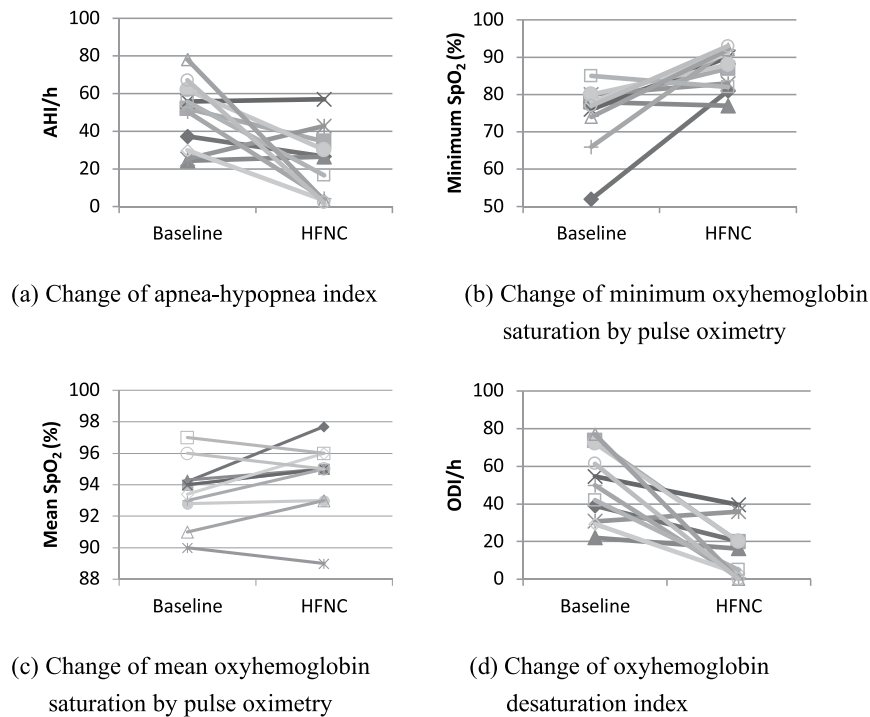 100
80
60
40
20
0
AHI/h
Baseline
HFNC
(a) Change of apnea-hypopnea index
100
90
80
70
60
50
Minimum SpO₂ (%)
Baseline
HFNC
(b) Change of minimum oxyhemoglobin
saturation by pulse oximetry
100
98
96
94
92
90
88
Mean SpO₂ (%)
Baseline
HFNC
(c) Change of mean oxyhemoglobin
saturation by pulse oximetry
100
80
60
40
20
0
ODI/h
Baseline
HFNC
(d) Change of oxyhemoglobin
desaturation index